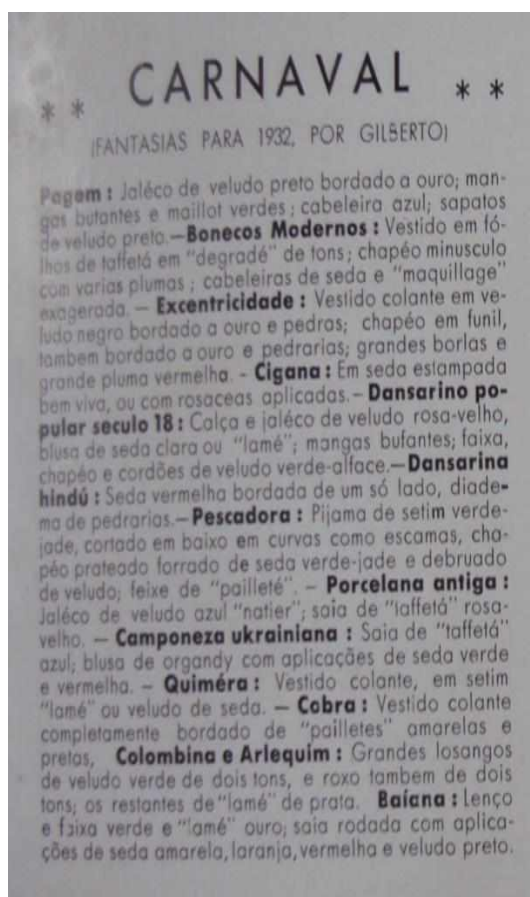 CARNAVAL
* * * *
(FANTASIAS PARA 1932, POR GILBERTO)
Pagem : Jaléco de veludo preto bordado a ouro; man-
gas bufantes e maillot verdes ; cabeleira azul; sapatos
de veludo preto.—Bonecos Modernos : Vestido em fó-
lhos de taffetá em "degradé" de tons; chapéo minusculo
com varias plumas ; cabeleiras de seda e "maquillage"
exagerada. — Excentricidade : Vestido colante em ve-
ludo negro bordado a ouro e pedras; chapéo em funil,
tambem bordado a ouro e pedrarias; grandes borlas e
grande pluma vermelha. - Cigana : Em seda estampada
bem viva, ou com rosaceas aplicadas.— Dansarino po-
pular seculo 18 : Calça e jaléco de veludo rosa-velho,
blusa de seda clara ou "lamé"; mangas bufantes; faixa,
chapéo e cordões de veludo verde-alface.—Dansarina
hindú : Seda vermelha bordada de um só lado, diade-
ma de pedrarias.— Pescadora : Pijama de setim verde-
jade, cortado em baixo em curvas como escamas, cha-
péo prateado forrado de seda verde-jade e debruado
de veludo; feixe de "pailleté". — Porcelana antiga :
Jaléco de veludo azul "natier"; saia de "taffetá" rosa-
velho. — Camponeza ukrainiana : Saia de "taffetá"
azul; blusa de organdy com aplicações de seda verde
e vermelha. — Quiméra : Vestido colante, em setim
"lamé" ou veludo de seda. — Cobra : Vestido colante
completamente bordado de "pailletes" amarelas e
pretas, Colombina e Arlequim : Grandes losangos
de veludo verde de dois tons, e roxo tambem de dois
tons; os restantes de "lamé" de prata. Baíana : Lenço
e faixa verde e "lamé" ouro; saia rodada com aplica-
ções de seda amarela, laranja, vermelha e veludo preto.